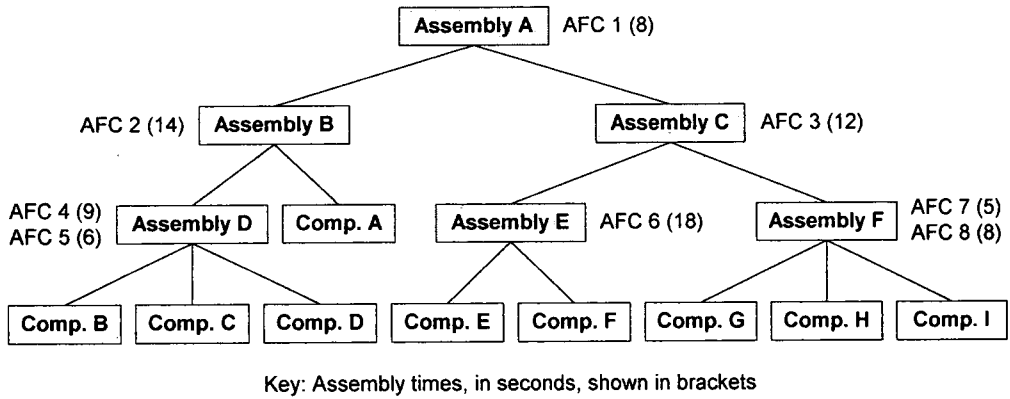 Assembly A AFC 1 (8)
AFC 2 (14) Assembly B Assembly C AFC 3 (12)
AFC 4 (9)
AFC 5 (6)
Assembly D Comp. A Assembly E AFC 6 (18) Assembly F
AFC 7 (5)
AFC 8 (8)
Comp. B Comp. C Comp. D Comp. E Comp. F Comp. G Comp. H Comp. I
Key: Assembly times, in seconds, shown in brackets